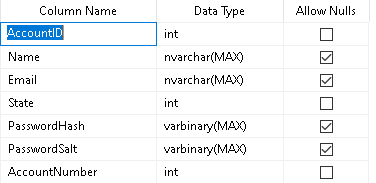 Column Name Data Type Allow Nulls
AccountID int
Name nvarchar(MAX)
Email nvarchar(MAX)
State int
PasswordHash varbinary(MAX)
PasswordSalt varbinary(MAX)
AccountNumber int